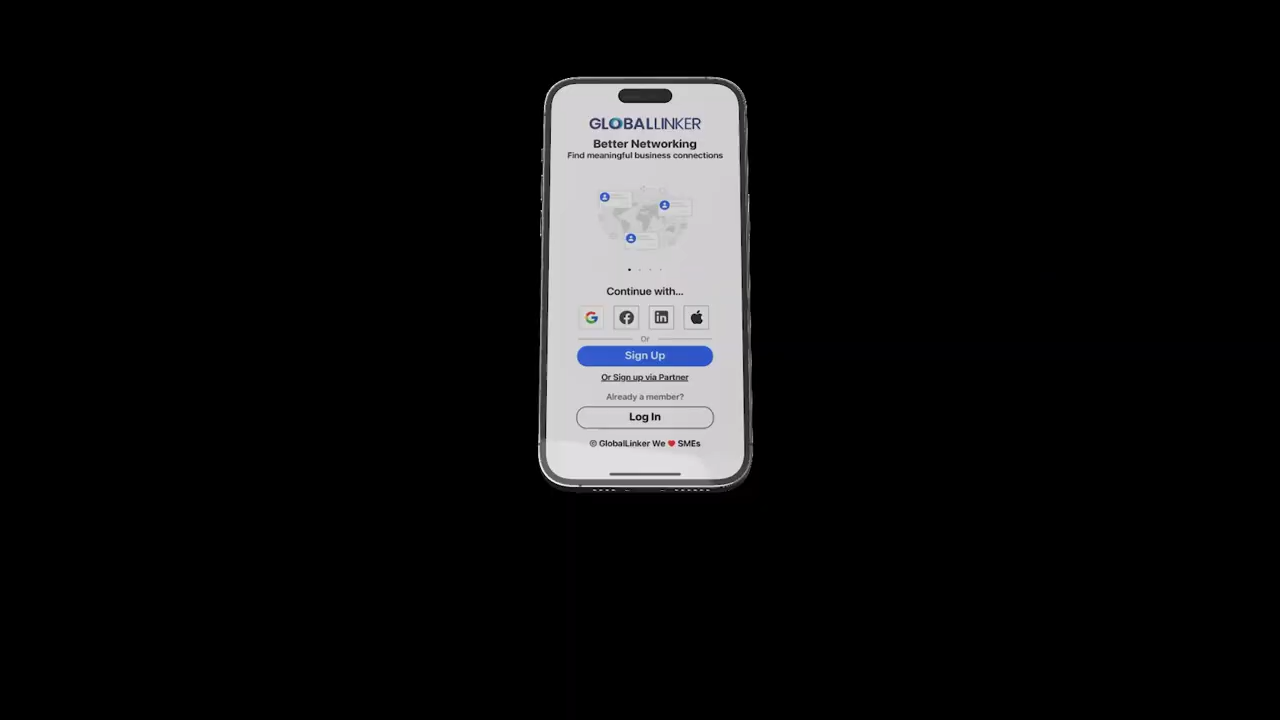 GLOBALLINKER
Better Networking
Find meaningful business connections
Continue with...
Or
Sign Up
Or Sign up via Partner
Already a member?
Log In
© GlobalLinker We ❤ SMEs